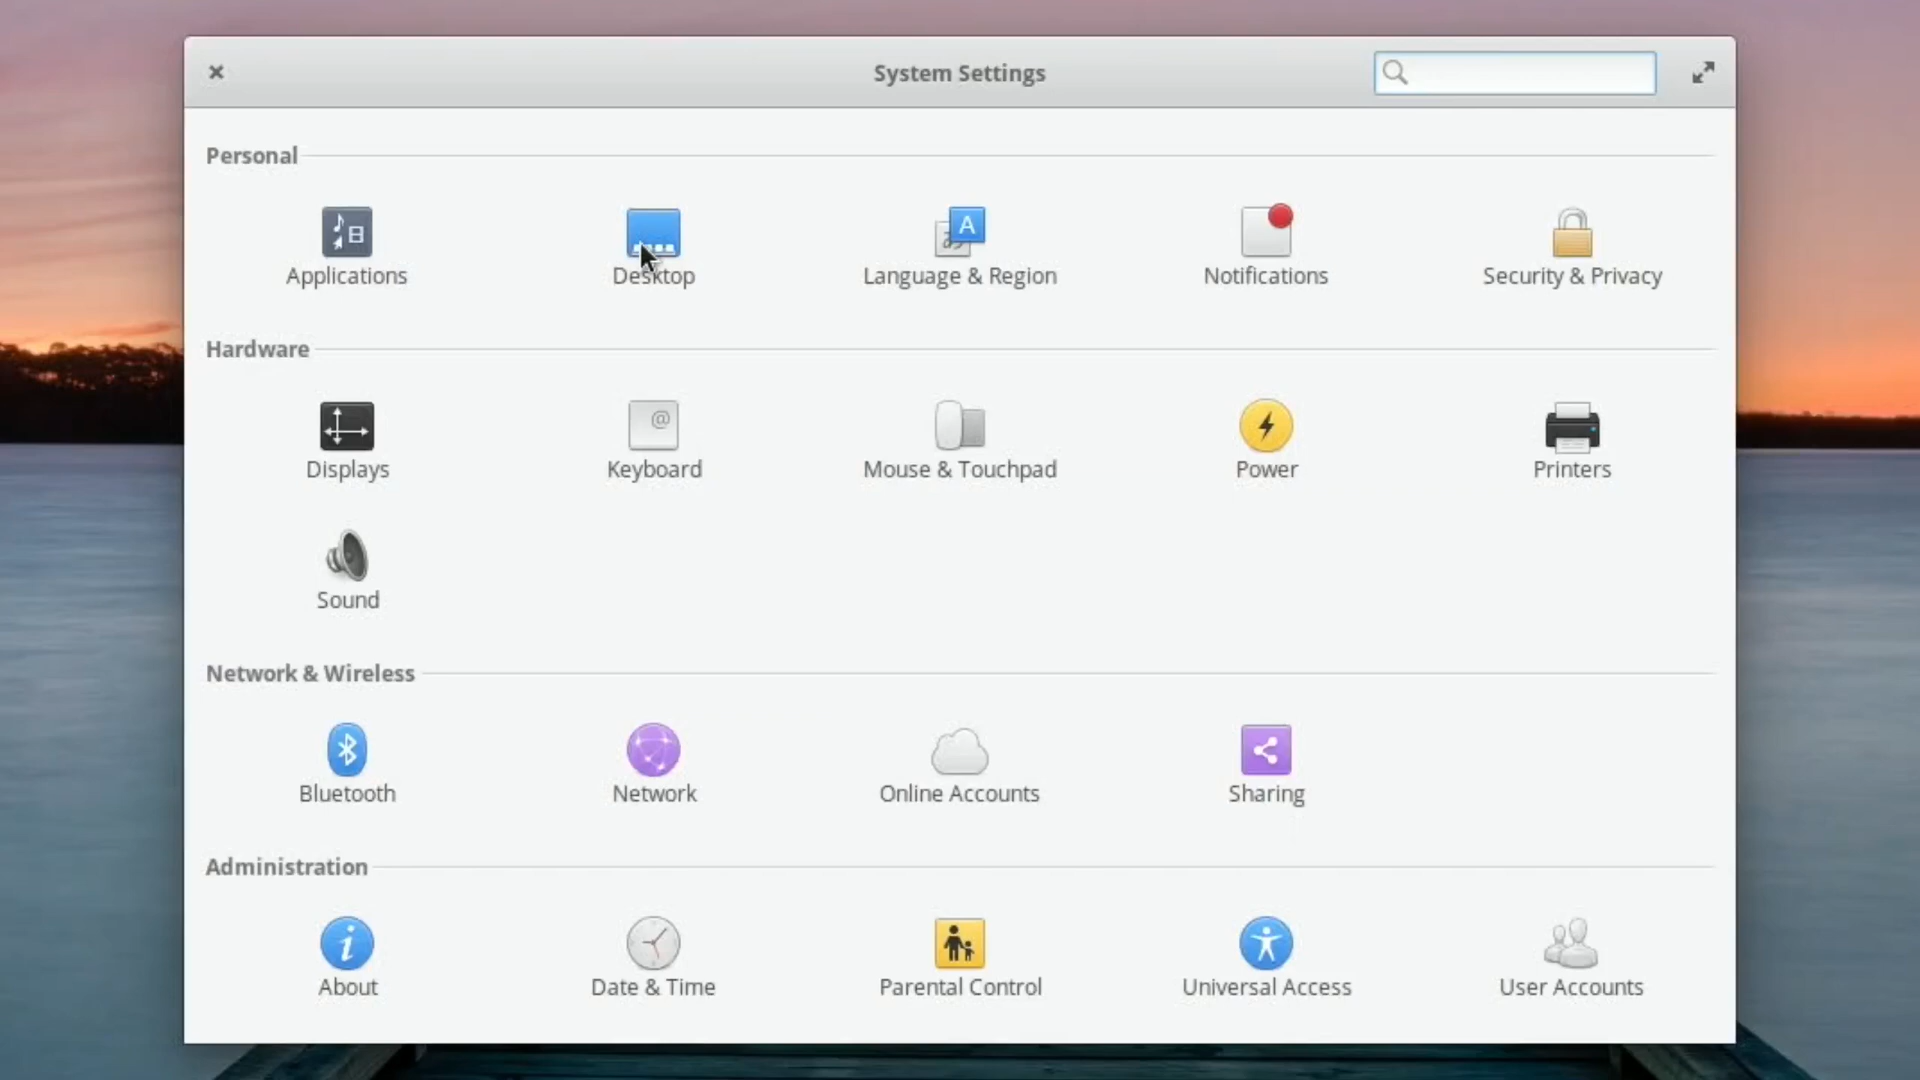 System Settings
Personal
Applications
Desktop
Language & Region
Notifications
Security & Privacy
Hardware
Displays
Keyboard
Mouse & Touchpad
Power
Printers
Sound
Network & Wireless
Bluetooth
Network
Online Accounts
Sharing
Administration
About
Date & Time
Parental Control
Universal Access
User Accounts